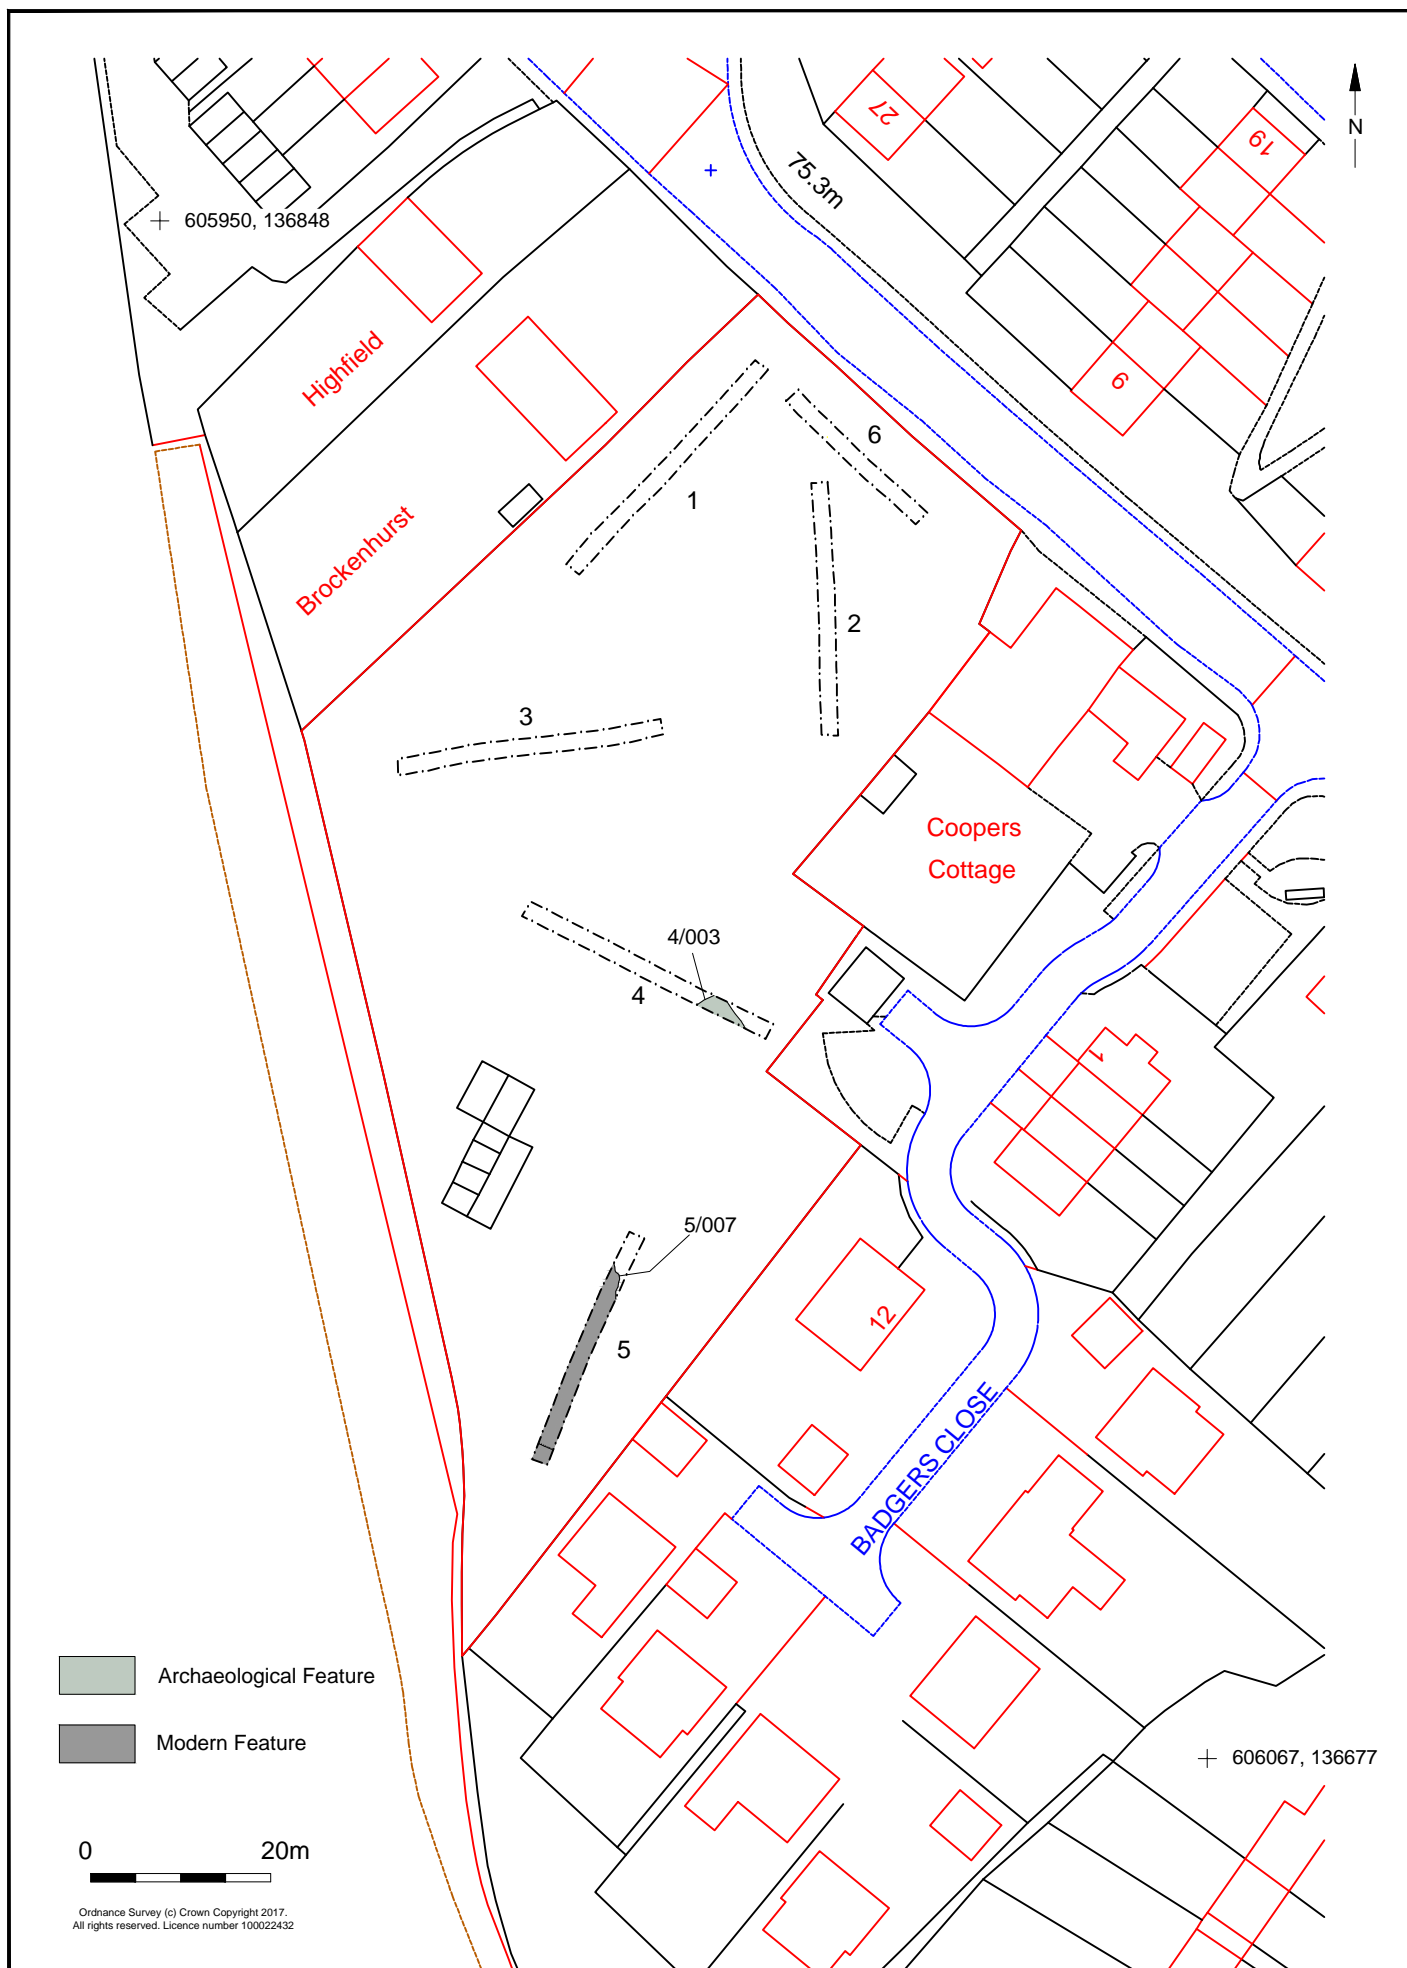 27
19
75.3m
N
605950, 136848
Highfield
9
6
1
Brockenhurst
2
3
Coopers
Cottage
4/003
4
1
5/007
12
5
BADGERS CLOSE
Archaeological Feature
Modern Feature
606067, 136677
0 20m
Ordnance Survey (c) Crown Copyright 2017.
All rights reserved. Licence number 100022432